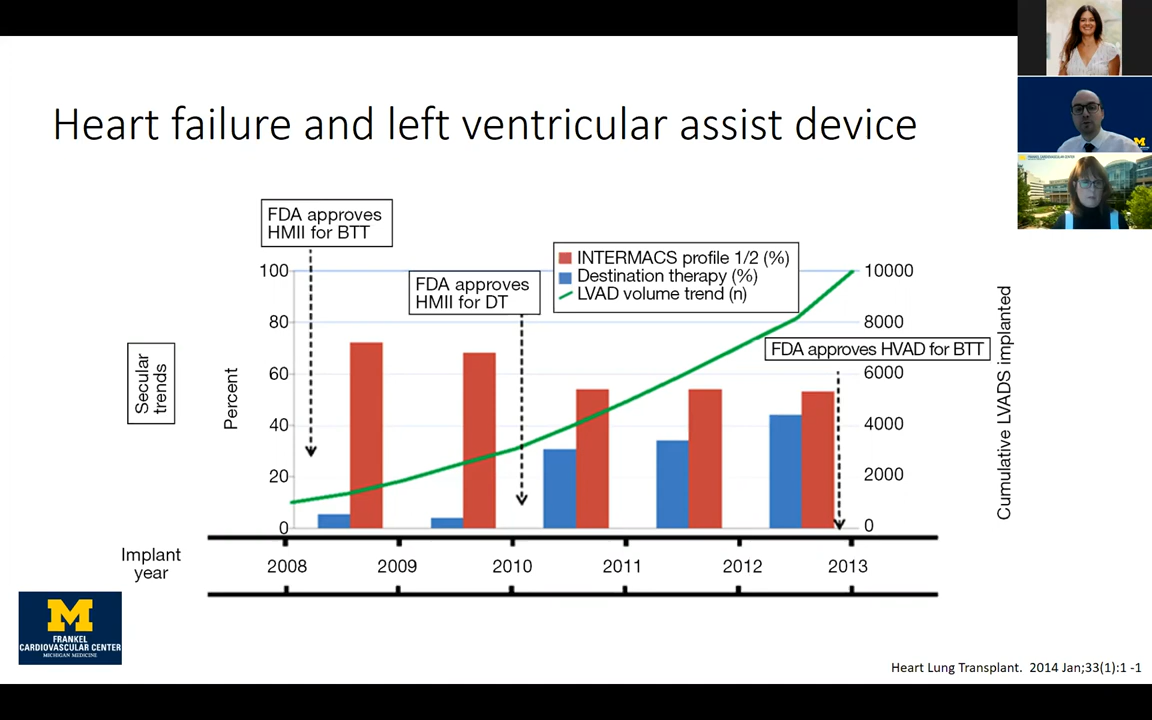 Heart failure and left ventricular assist device
FDA approves
HMII for BTT
FDA approves
HMII for DT
INTERMACS profile 1/2 (%)
Destination therapy (%)
LVAD volume trend (n)
FDA approves HVAD for BTT
Secular
trends
Percent
100
80
60
40
20
0
10000
8000
6000
4000
2000
0
Cumulative LVADS implanted
Implant
year
2008
2009
2010
2011
2012
2013
M
FRANKEL
CARDIOVASCULAR CENTER
MICHIGAN MEDICINE
Heart Lung Transplant. 2014 Jan;33(1):1 -1
M
FRANKEL CARDIOVASCULAR CENTER